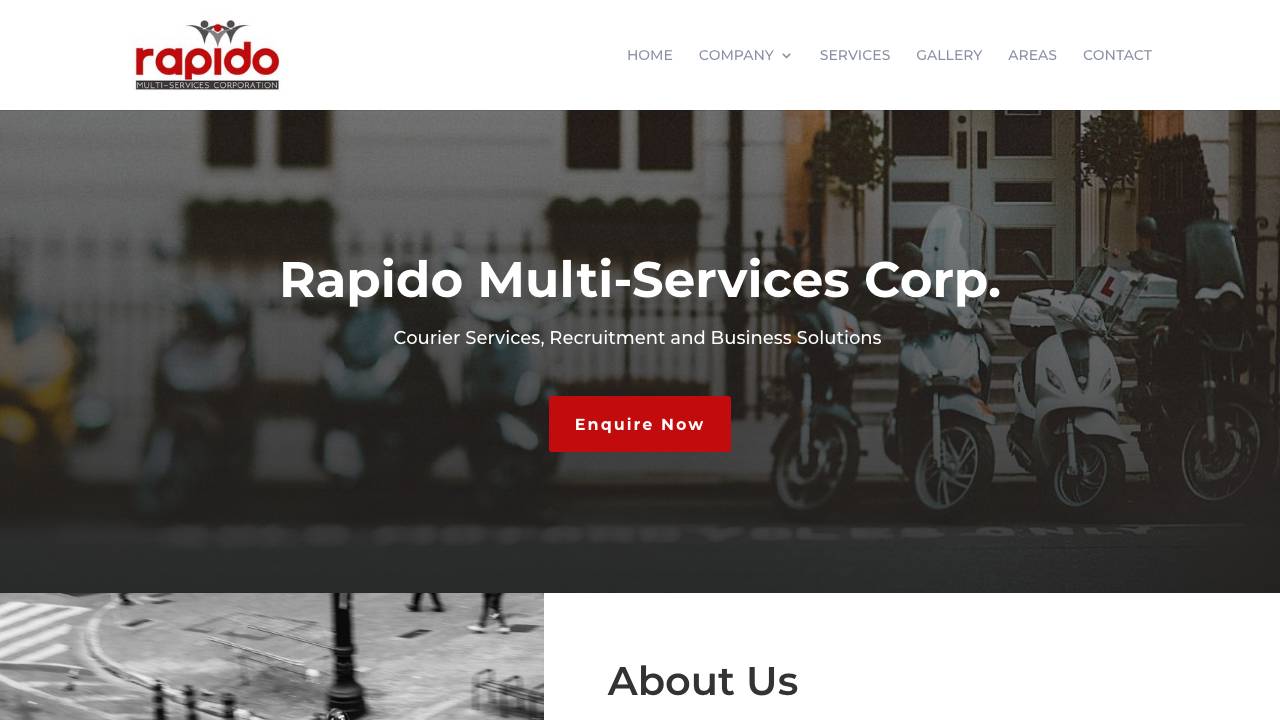 rapido
MULTI-SERVICES CORPORATION
HOME COMPANY SERVICES GALLERY AREAS CONTACT
Rapido Multi-Services Corp.
Courier Services, Recruitment and Business Solutions
L
Enquire Now
About Us